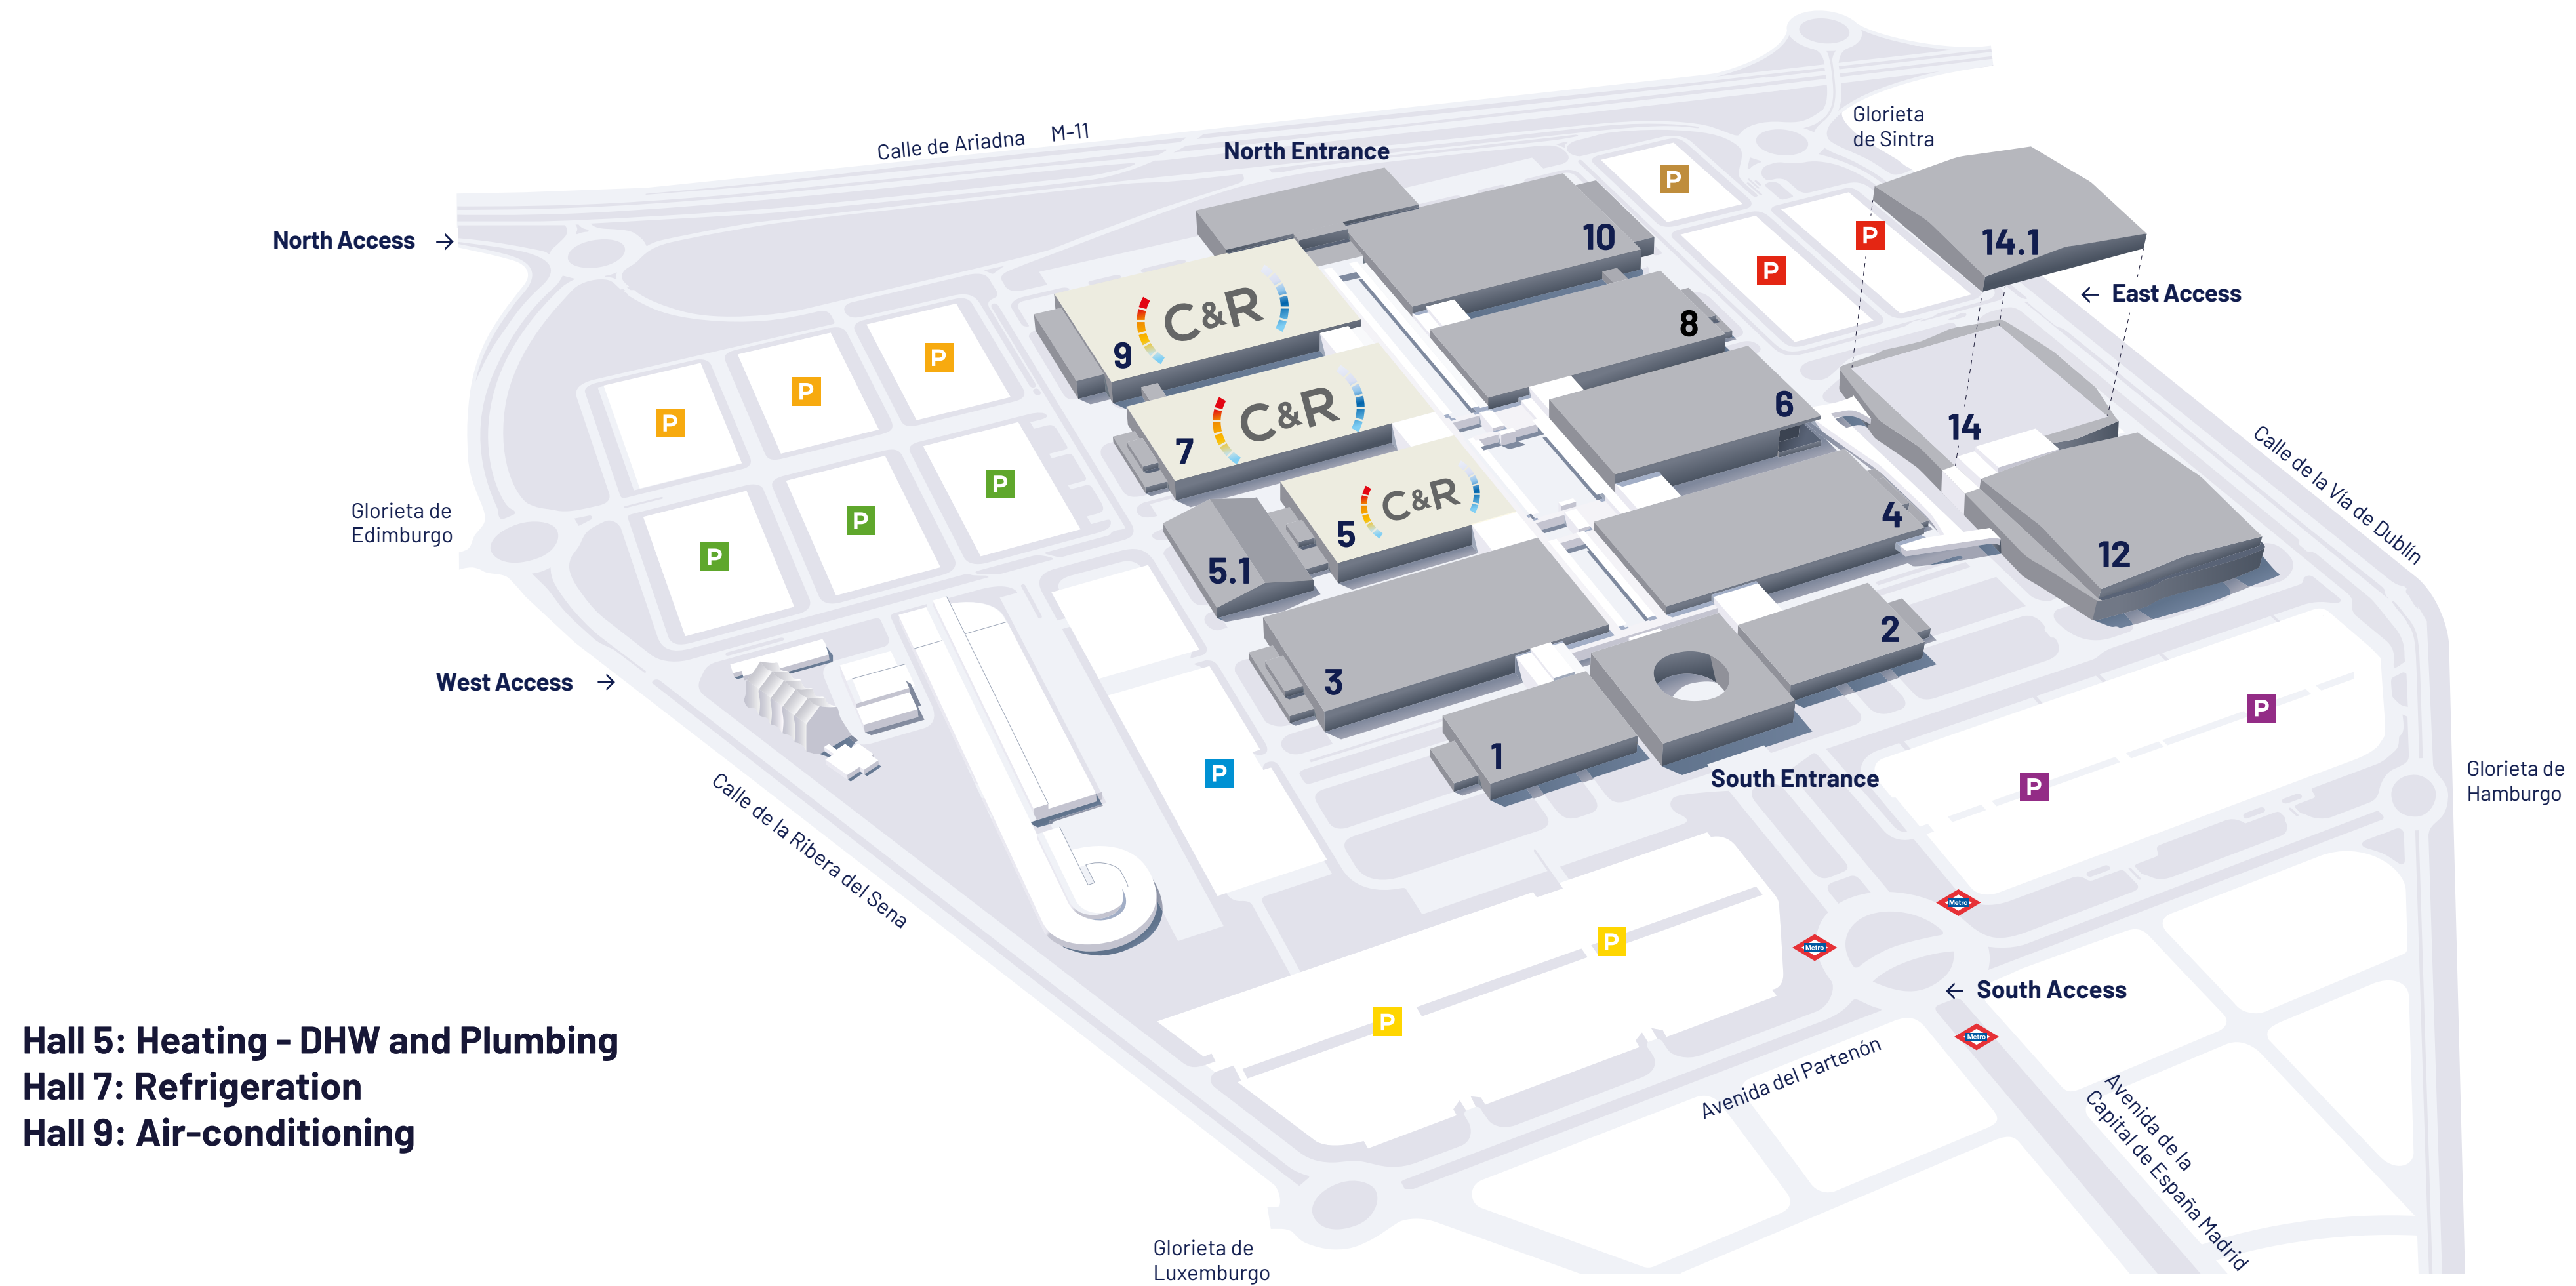 Calle de Ariadna
M-11
Glorieta
de Sintra
North Entrance
P
North Access →
10
P
14.1
P
← East Access
C&R
9
8
P
P
P
C&R
7
6
14
Calle de la Vía de Dublín
P
C&R
5
4
Glorieta de
Edimburgo
P
P
5.1
12
2
West Access →
3
P
1
P
South Entrance
P
Glorieta de
Hamburgo
Calle de la Ribera del Sena
Metro
P
Metro
← South Access
P
Metro
Hall 5: Heating - DHW and Plumbing
Hall 7: Refrigeration
Hall 9: Air-conditioning
Avenida del Partenón
Avenida de la
Capital de España Madrid
Glorieta de
Luxemburgo